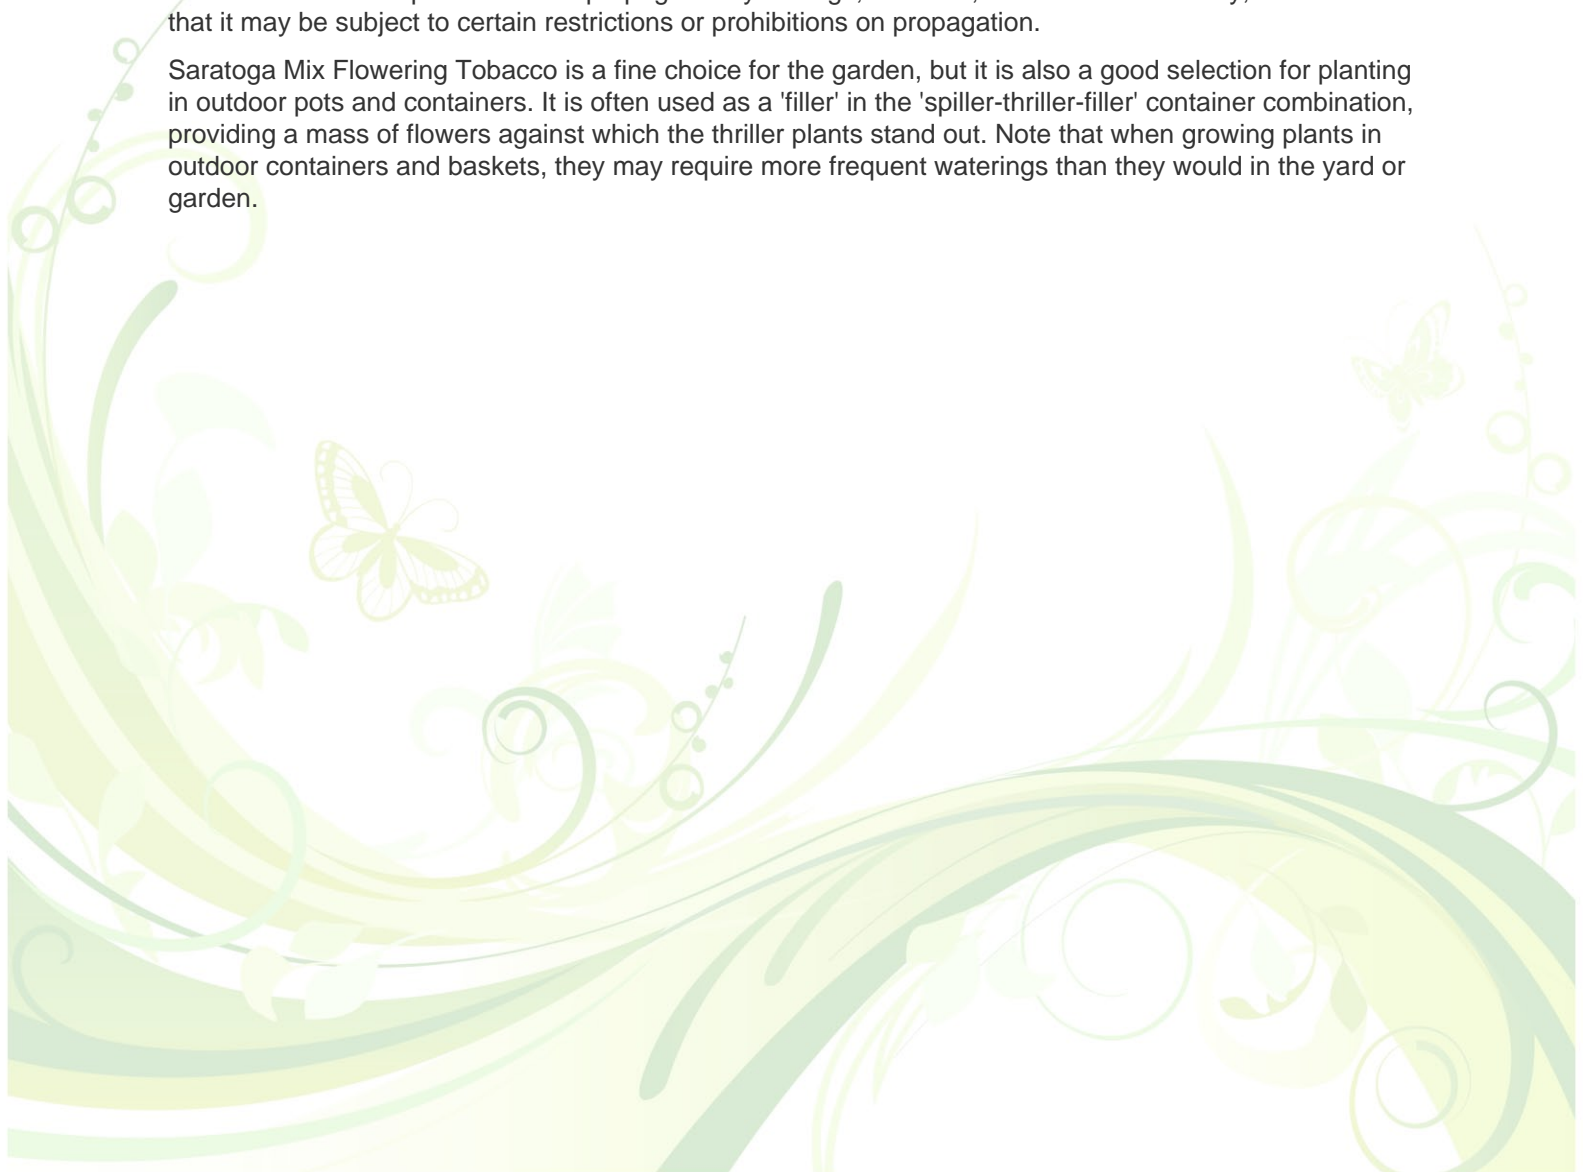 that it may be subject to certain restrictions or prohibitions on propagation.
Saratoga Mix Flowering Tobacco is a fine choice for the garden, but it is also a good selection for planting
in outdoor pots and containers. It is often used as a 'filler' in the 'spiller-thriller-filler' container combination,
providing a mass of flowers against which the thriller plants stand out. Note that when growing plants in
outdoor containers and baskets, they may require more frequent waterings than they would in the yard or
garden.